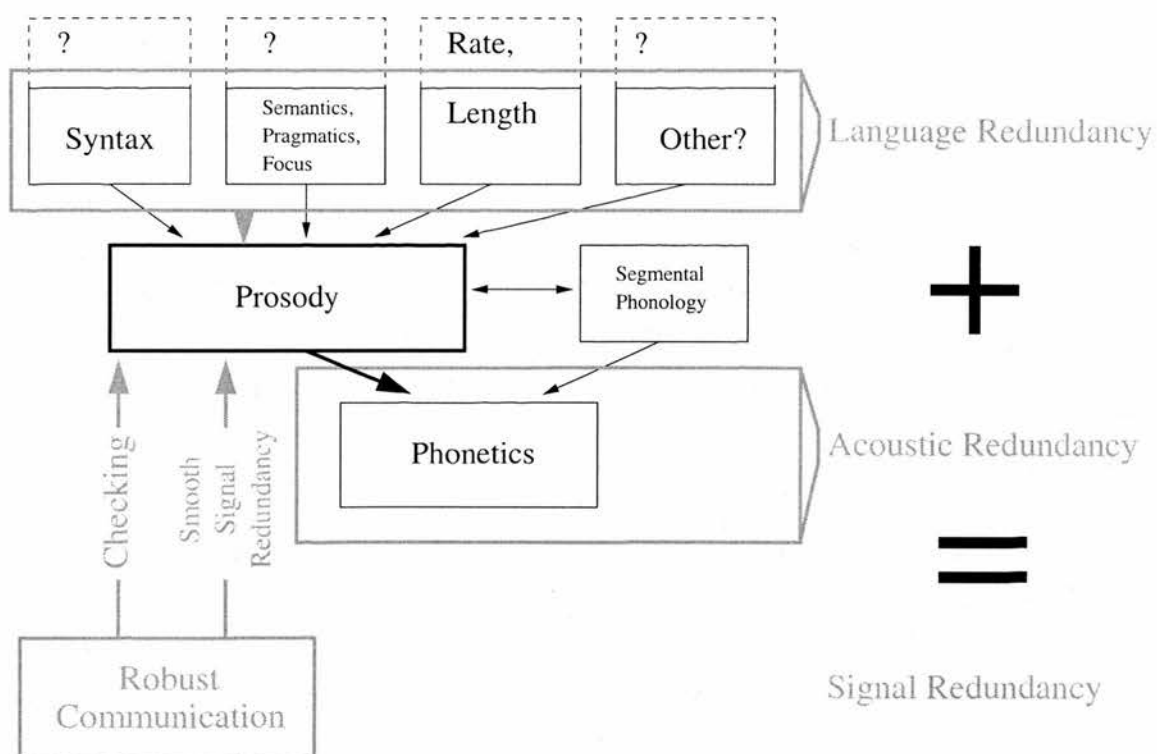 ?
?
Rate,
?
Syntax
Semantics,
Pragmatics,
Focus
Length
Other?
Language Redundancy
Prosody
Segmental
Phonology
+
Phonetics
Acoustic Redundancy
Checking
Smooth
Signal
Redundancy
=
Robust
Communication
Signal Redundancy